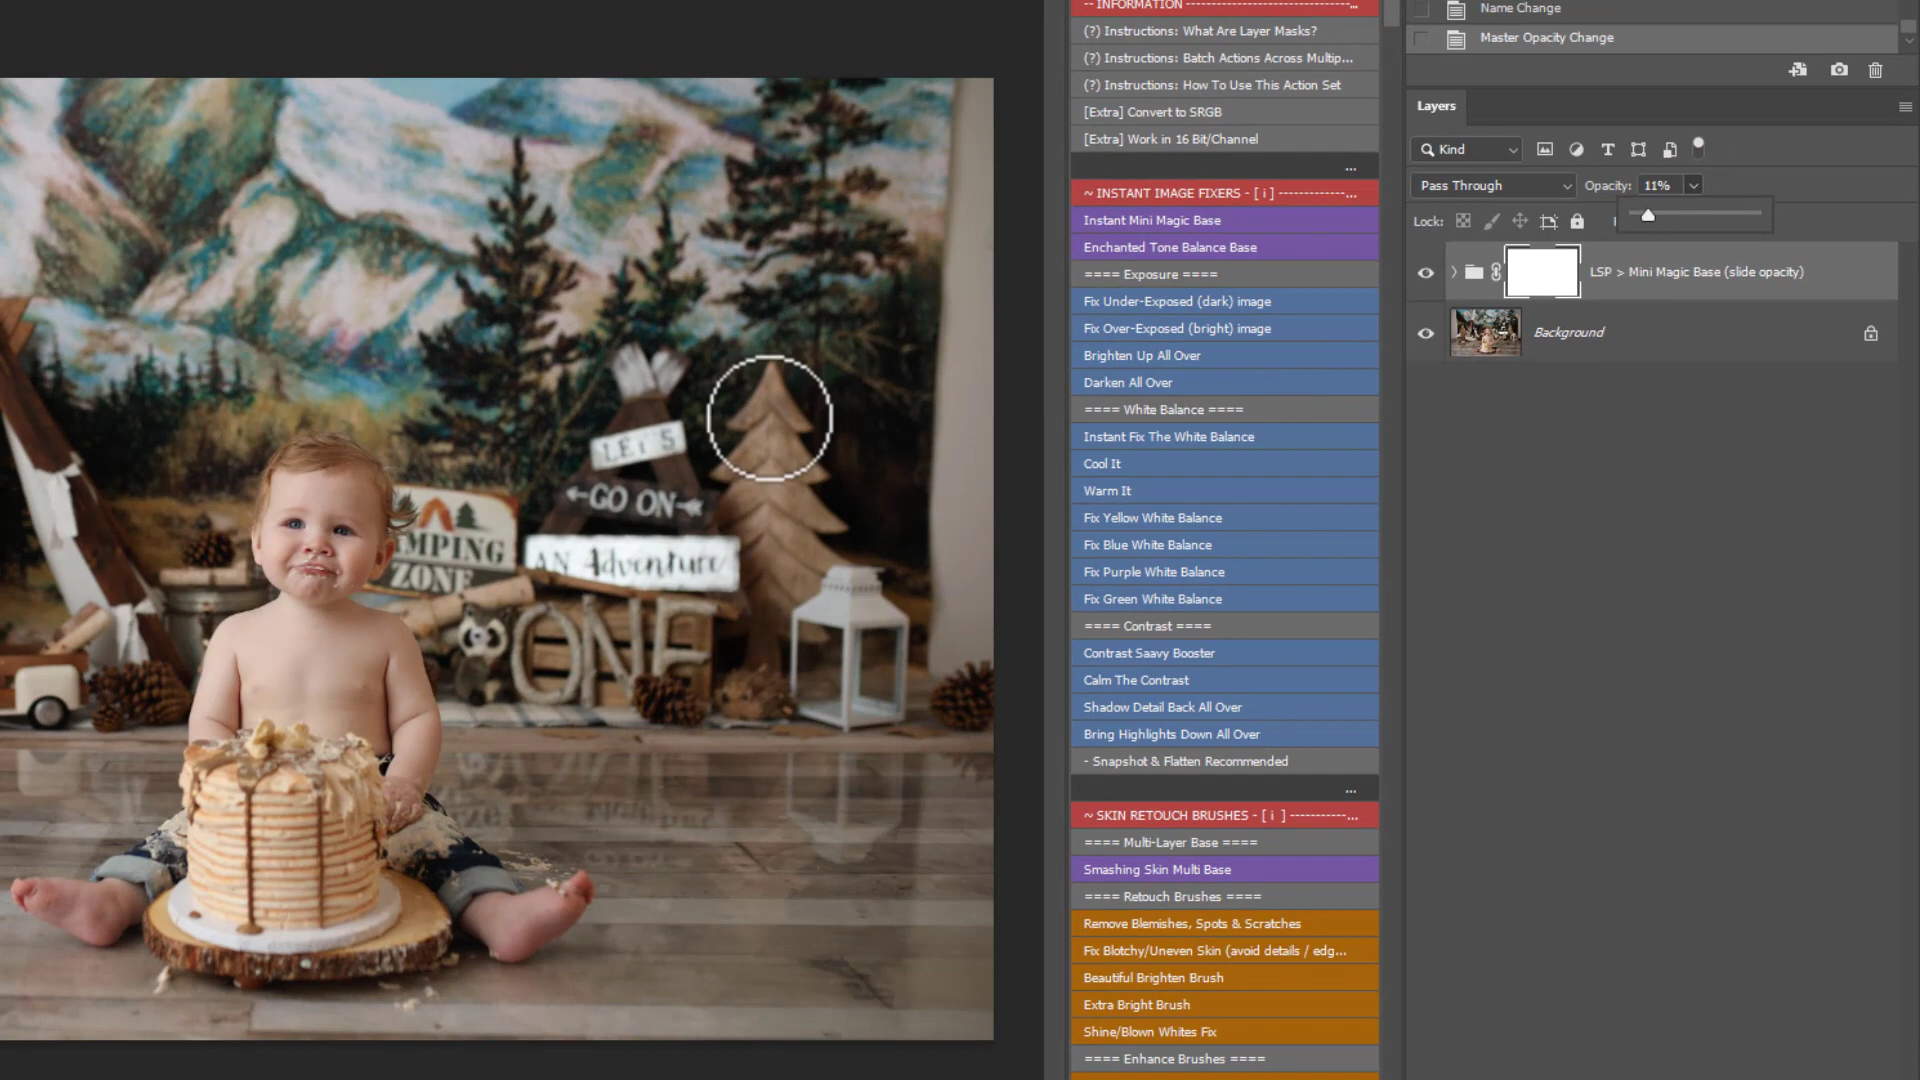 -- INFORMATION ---------------------------------...
(?) Instructions: What Are Layer Masks?
(?) Instructions: Batch Actions Across Multip...
(?) Instructions: How To Use This Action Set
[Extra] Convert to SRGB
[Extra] Work in 16 Bit/Channel
...
~ INSTANT IMAGE FIXERS - [ i ] -------------...
Instant Mini Magic Base
Enchanted Tone Balance Base
==== Exposure ====
Fix Under-Exposed (dark) image
Fix Over-Exposed (bright) image
Brighten Up All Over
Darken All Over
==== White Balance ====
Instant Fix The White Balance
Cool It
Warm It
Fix Yellow White Balance
Fix Blue White Balance
Fix Purple White Balance
Fix Green White Balance
==== Contrast ====
Contrast Saavy Booster
Calm The Contrast
Shadow Detail Back All Over
Bring Highlights Down All Over
- Snapshot & Flatten Recommended
...
~ SKIN RETOUCH BRUSHES - [ i ] -----------...
==== Multi-Layer Base ====
Smashing Skin Multi Base
==== Retouch Brushes ====
Remove Blemishes, Spots & Scratches
Fix Blotchy/Uneven Skin (avoid details / edg...
Beautiful Brighten Brush
Extra Bright Brush
Shine/Blown Whites Fix
==== Enhance Brushes ====
Name Change
Master Opacity Change
Layers
Kind
Pass Through
Opacity: 11%
Lock:
LSP > Mini Magic Base (slide opacity)
Background
LET'S
GO ON
AN Adventure
MPING
ZONE
ONE